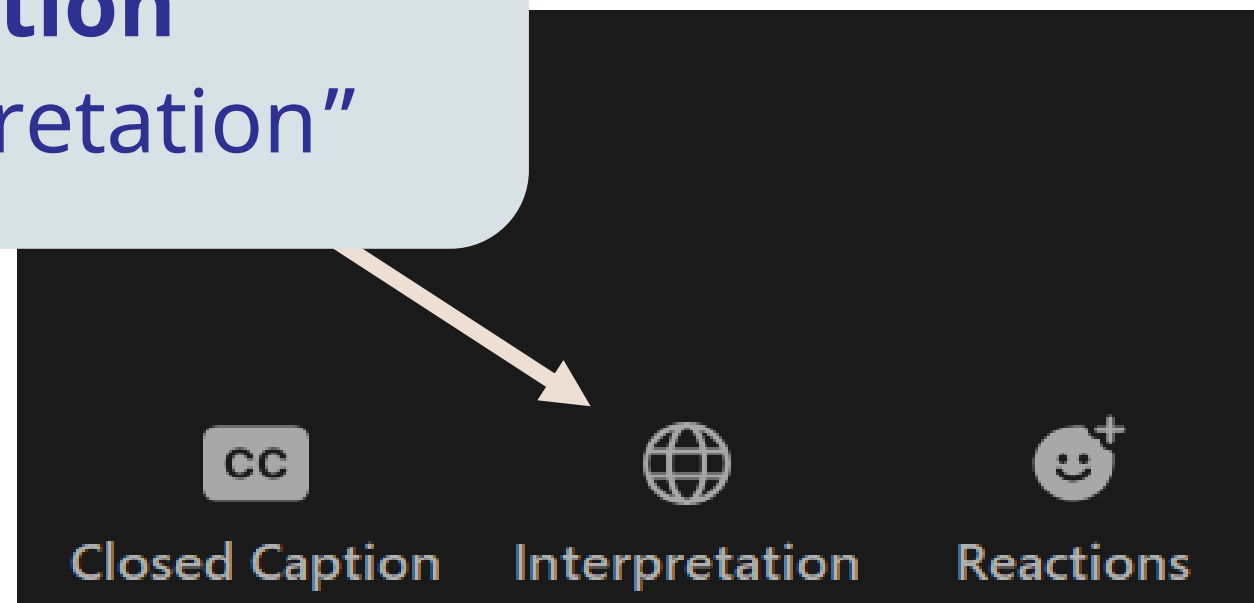 tion
retation”
CC
Closed Caption
Interpretation
Reactions